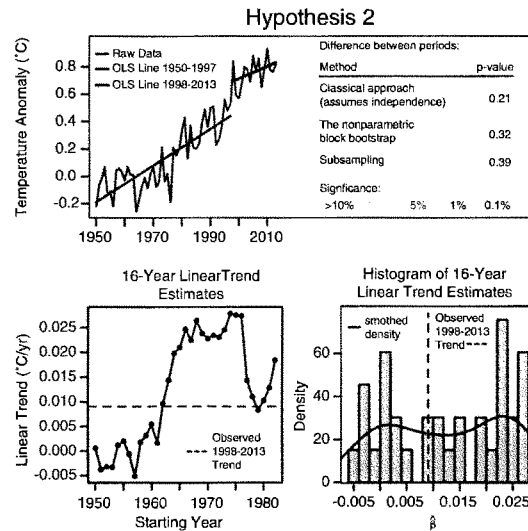 Hypothesis 2
Temperature Anomaly (°C)
0.8
0.6
0.4
0.2
0.0
-0.2
Raw Data
OLS Line 1950-1997
OLS Line 1998-2013
1950 1970 1990 2010
Difference between periods:
Method p-value
Classical approach
(assumes independence) 0.21
The nonparametric
block bootstrap 0.32
Subsampling 0.39
Signficance:
>10% 5% 1% 0.1%
16-Year LinearTrend
Estimates
Linear Trend (°C/yr)
0.025
0.020
0.015
0.010
0.005
0.000
-0.005
Observed
1998-2013
Trend
1950 1960 1970 1980
Starting Year
Histogram of 16-Year
Linear Trend Estimates
smothed
density
Observed
1998-2013
Trend
Density
60
40
20
0
-0.005 0.005 0.015 0.025
β̂